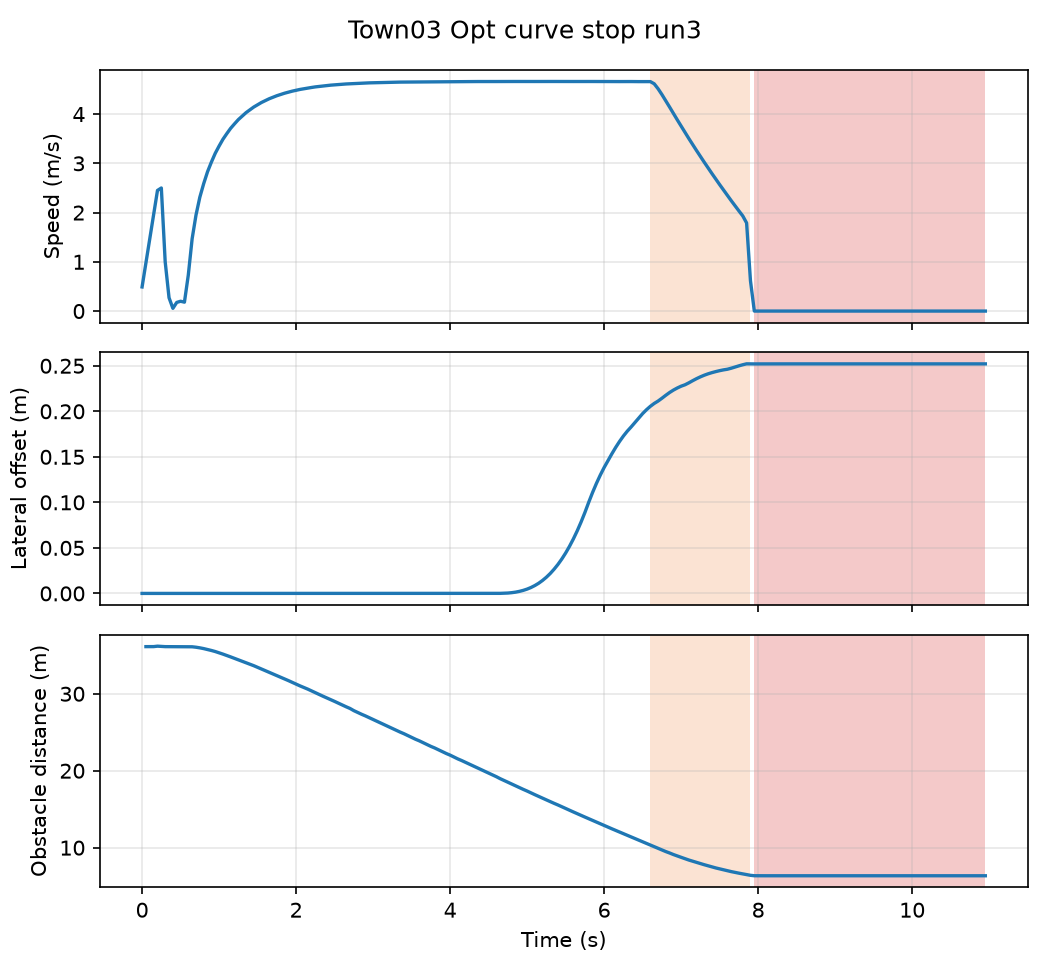 Town03 Opt curve stop run3
Speed (m/s)
4
3
2
1
0
Lateral offset (m)
0.25
0.20
0.15
0.10
0.05
0.00
Obstacle distance (m)
30
20
10
0 2 4 6 8 10
Time (s)